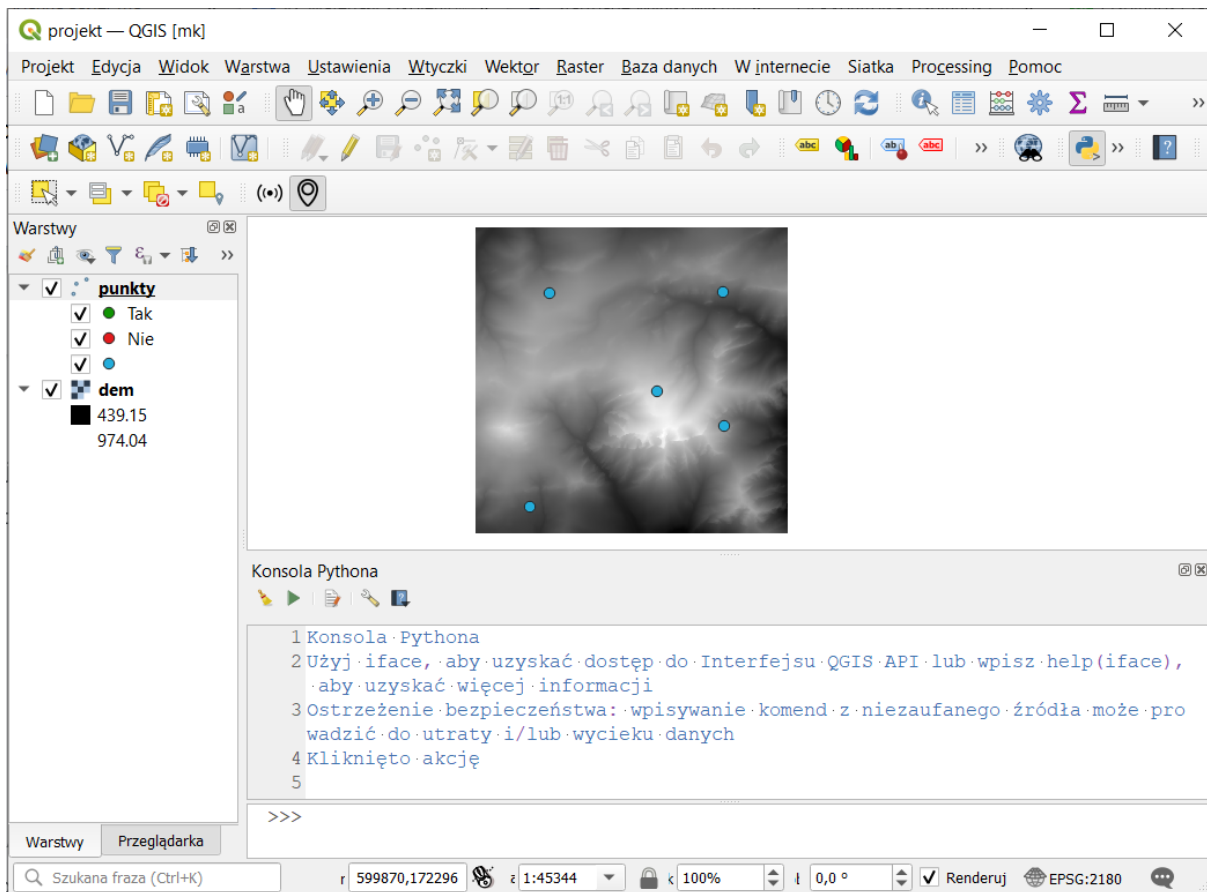 projekt — QGIS [mk]
Projekt Edycja Widok Warstwa Ustawienia Wtyczki Wektor Raster Baza danych W internecie Siatka Processing Pomoc
Warstwy
punkty
Tak
Nie
dem
439.15
974.04
Konsola Pythona
1 Konsola Pythona
2 Użyj iface, aby uzyskać dostęp do Interfejsu QGIS API lub wpisz help(iface),
aby uzyskać więcej informacji
3 Ostrzeżenie bezpieczeństwa: wpisywanie komend z niezaufanego źródła może pro
wadzić do utraty i/lub wycieku danych
4 Kliknięto akcję
5
>>>
Warstwy Przeglądarka
Szukana fraza (Ctrl+K) 599870,172296 1:45344 k 100% 0,0 ° Renderuj EPSG:2180